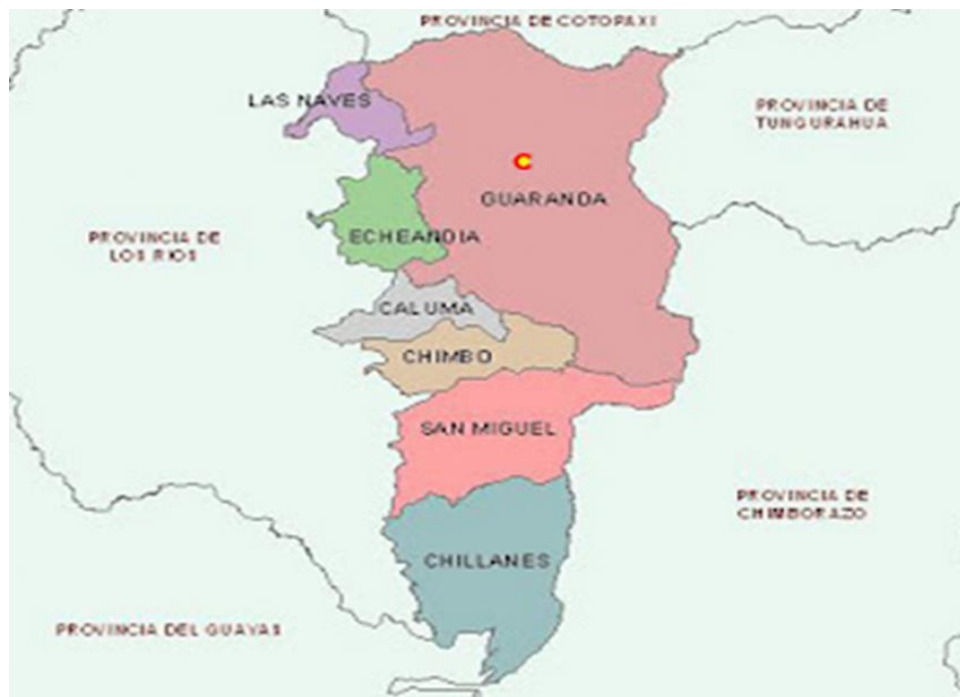 PROVINCIA DE COTOPAXI
LAS NAVES
PROVINCIA DE
TUNGURAHUA
C
GUARANDA
PROVINCIA DE
LOS RIOS
ECHEANDIA
CALUMA
CHIMBO
SAN MIGUEL
PROVINCIA DE
CHIMBORAZO
CHILLANES
PROVINCIA DEL GUAYAS